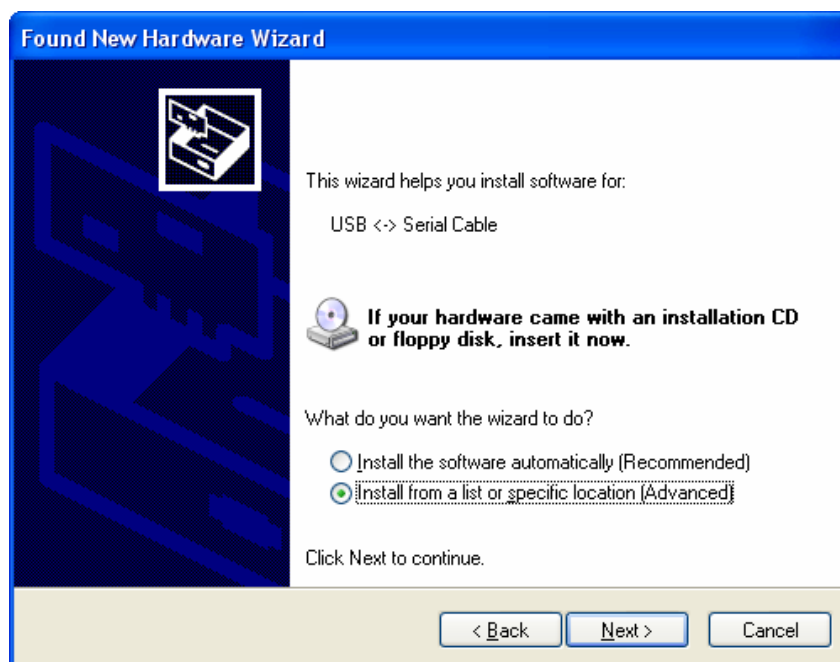 Found New Hardware Wizard
This wizard helps you install software for:
USB <-> Serial Cable
If your hardware came with an installation CD
or floppy disk, insert it now.
What do you want the wizard to do?
Install the software automatically (Recommended)
Install from a list or specific location (Advanced)
Click Next to continue.
< Back
Next >
Cancel